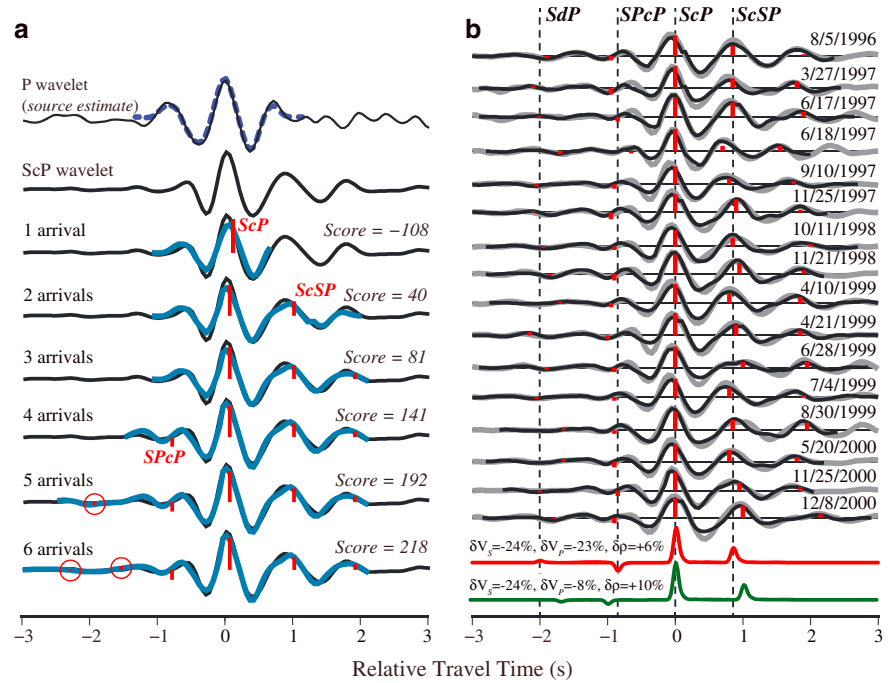 a
P wavelet
(source estimate)
ScP wavelet
1 arrival
ScP
Score = −108
2 arrivals
ScSP
Score = 40
3 arrivals
Score = 81
4 arrivals
Score = 141
SPcP
5 arrivals
Score = 192
6 arrivals
Score = 218
−3 −2 −1 0 1 2 3
b
SdP SPcP ScP ScSP
8/5/1996
3/27/1997
6/17/1997
6/18/1997
9/10/1997
11/25/1997
10/11/1998
11/21/1998
4/10/1999
4/21/1999
6/28/1999
7/4/1999
8/30/1999
5/20/2000
11/25/2000
12/8/2000
δVS=-24%, δVP=-23%, δρ=+6%
δVS=-24%, δVP=-8%, δρ=+10%
−3 −2 −1 0 1 2 3
Relative Travel Time (s)